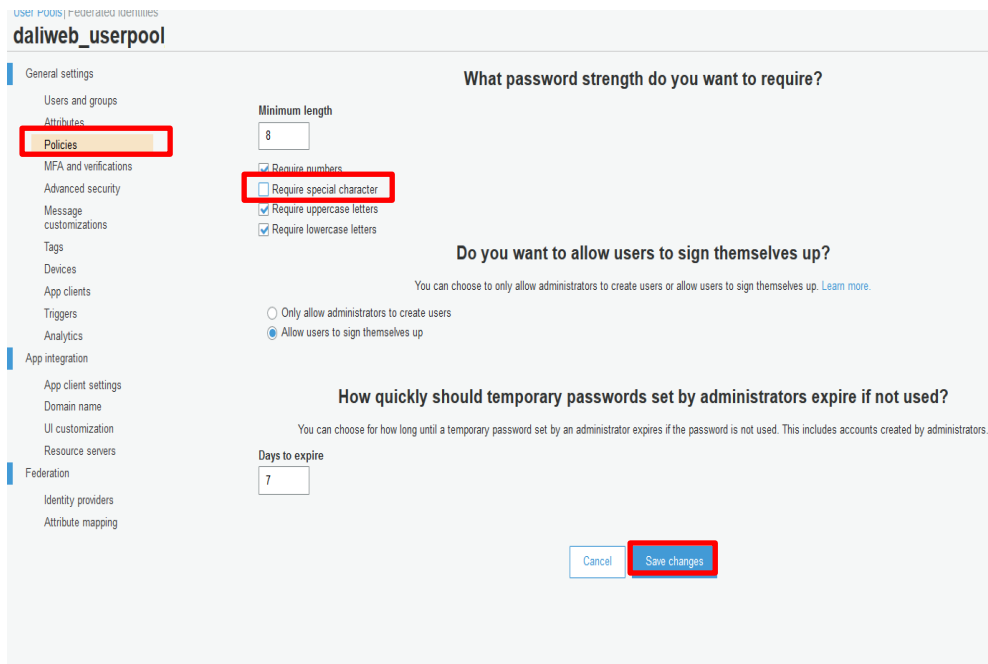 User Pools | Federated Identities
daliweb_userpool
General settings
Users and groups
Attributes
Policies
MFA and verifications
Advanced security
Message
customizations
Tags
Devices
App clients
Triggers
Analytics
App integration
App client settings
Domain name
UI customization
Resource servers
Federation
Identity providers
Attribute mapping
What password strength do you want to require?
Minimum length
8
Require numbers
Require special character
Require uppercase letters
Require lowercase letters
Do you want to allow users to sign themselves up?
You can choose to only allow administrators to create users or allow users to sign themselves up. Learn more.
Only allow administrators to create users
Allow users to sign themselves up
How quickly should temporary passwords set by administrators expire if not used?
You can choose for how long until a temporary password set by an administrator expires if the password is not used. This includes accounts created by administrators.
Days to expire
7
Cancel
Save changes